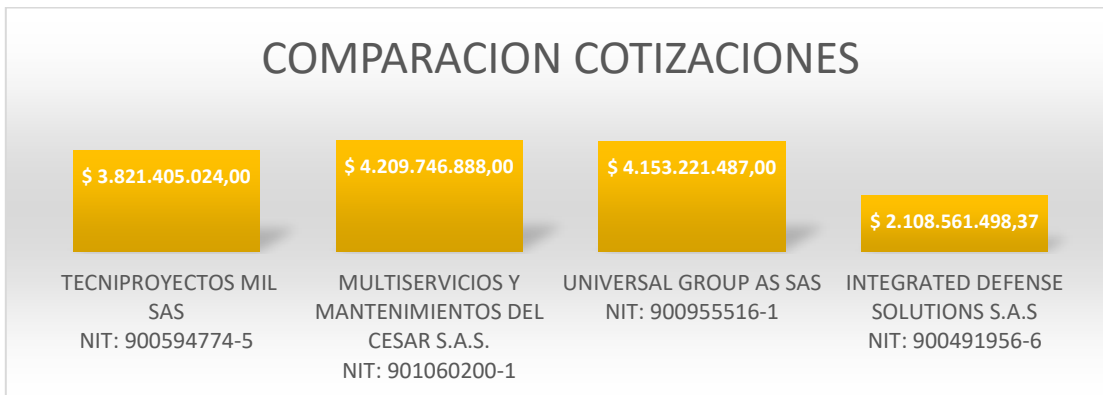 COMPARACION COTIZACIONES
$ 3.821.405.024,00
$ 4.209.746.888,00
$ 4.153.221.487,00
$ 2.108.561.498,37
TECNIPROYECTOS MIL
SAS
NIT: 900594774-5
MULTISERVICIOS Y
MANTENIMIENTOS DEL
CESAR S.A.S.
NIT: 901060200-1
UNIVERSAL GROUP AS SAS
NIT: 900955516-1
INTEGRATED DEFENSE
SOLUTIONS S.A.S
NIT: 900491956-6